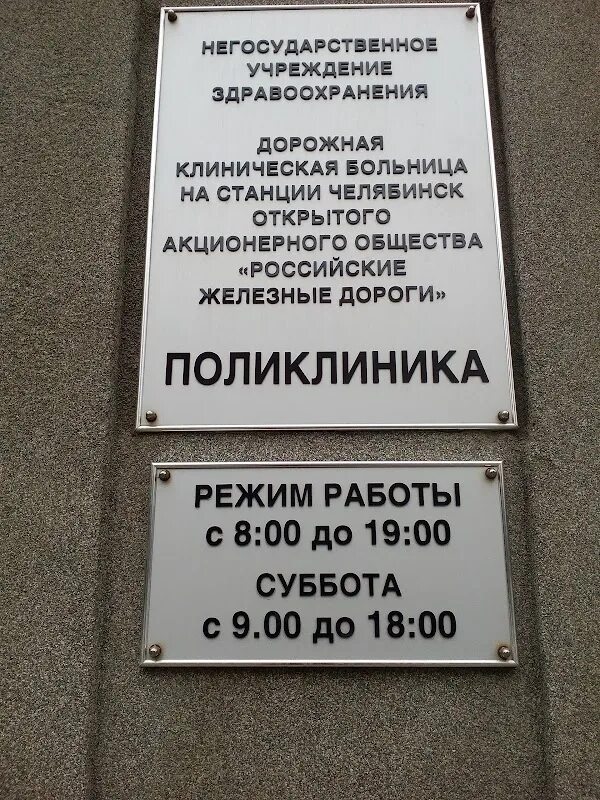 НЕГОСУДАРСТВЕННОЕ
УЧРЕЖДЕНИЕ
ЗДРАВООХРАНЕНИЯ
ДОРОЖНАЯ
КЛИНИЧЕСКАЯ БОЛЬНИЦА
НА СТАНЦИИ ЧЕЛЯБИНСК
ОТКРЫТОГО
АКЦИОНЕРНОГО ОБЩЕСТВА
«РОССИЙСКИЕ
ЖЕЛЕЗНЫЕ ДОРОГИ»
ПОЛИКЛИНИКА
РЕЖИМ РАБОТЫ
с 8:00 до 19:00
СУББОТА
с 9.00 до 18:00